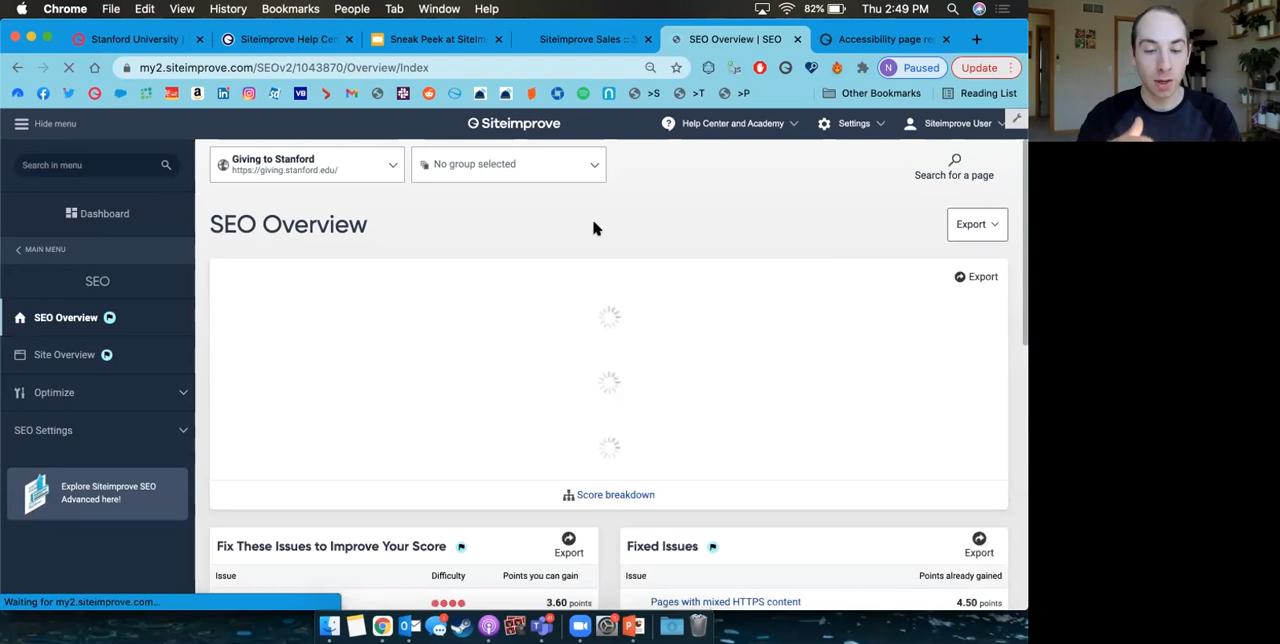 Chrome File Edit View History Bookmarks People Tab Window Help 82% Thu 2:49 PM
Stanford University | Siteimprove Help Cen Sneak Peek at SiteIm Siteimprove Sales :: S SEO Overview | SEO Accessibility page re
my2.siteimprove.com/SEOv2/1043870/Overview/Index N Paused Update
>S >T >P Other Bookmarks Reading List
Hide menu Siteimprove Help Center and Academy Settings Siteimprove User
Search in menu
Giving to Stanford
https://giving.stanford.edu/
No group selected
Search for a page
Dashboard
SEO Overview
Export
MAIN MENU
SEO
Export
SEO Overview
Site Overview
Optimize
SEO Settings
Explore Siteimprove SEO
Advanced here!
Score breakdown
Fix These Issues to Improve Your Score Export
Issue Difficulty Points you can gain
3.60 points
Fixed Issues Export
Issue Points already gained
Pages with mixed HTTPS content 4.50 points
Waiting for my2.siteimprove.com...